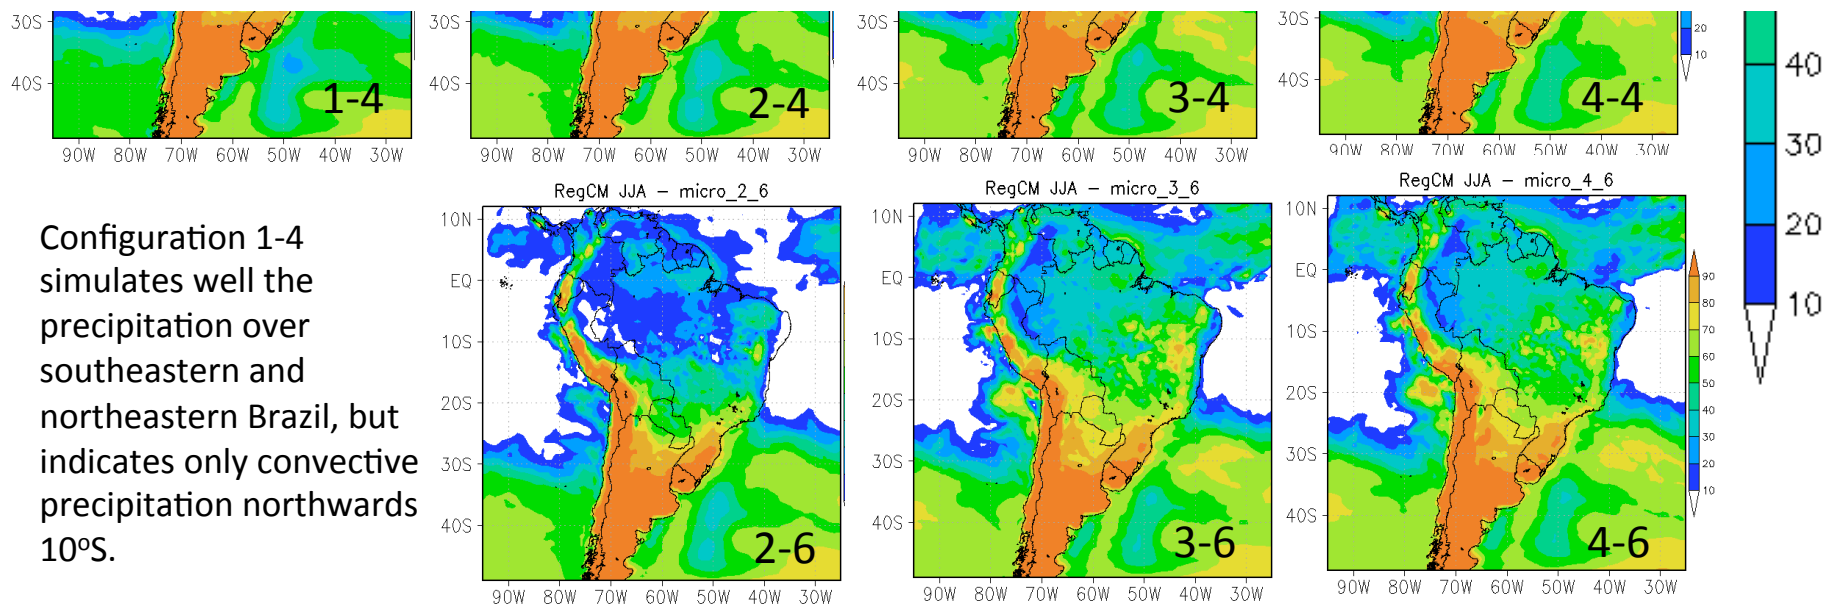 30S
40S
1-4
90W 80W 70W 60W 50W 40W 30W
30S
40S
2-4
90W 80W 70W 60W 50W 40W 30W
30S
40S
3-4
90W 80W 70W 60W 50W 40W 30W
20
10
30S
40S
4-4
90W 80W 70W 60W 50W 40W 30W
40
30
20
10
Configuration 1-4
simulates well the
precipitation over
southeastern and
northeastern Brazil, but
indicates only convective
precipitation northwards
10ºS.
RegCM JJA – micro_2_6
10N
EQ
10S
20S
30S
40S
2-6
90W 80W 70W 60W 50W 40W 30W
RegCM JJA – micro_3_6
10N
EQ
10S
20S
30S
40S
3-6
90W 80W 70W 60W 50W 40W 30W
RegCM JJA – micro_4_6
10N
EQ
10S
20S
30S
40S
4-6
90W 80W 70W 60W 50W 40W 30W
90
80
70
60
50
40
30
20
10